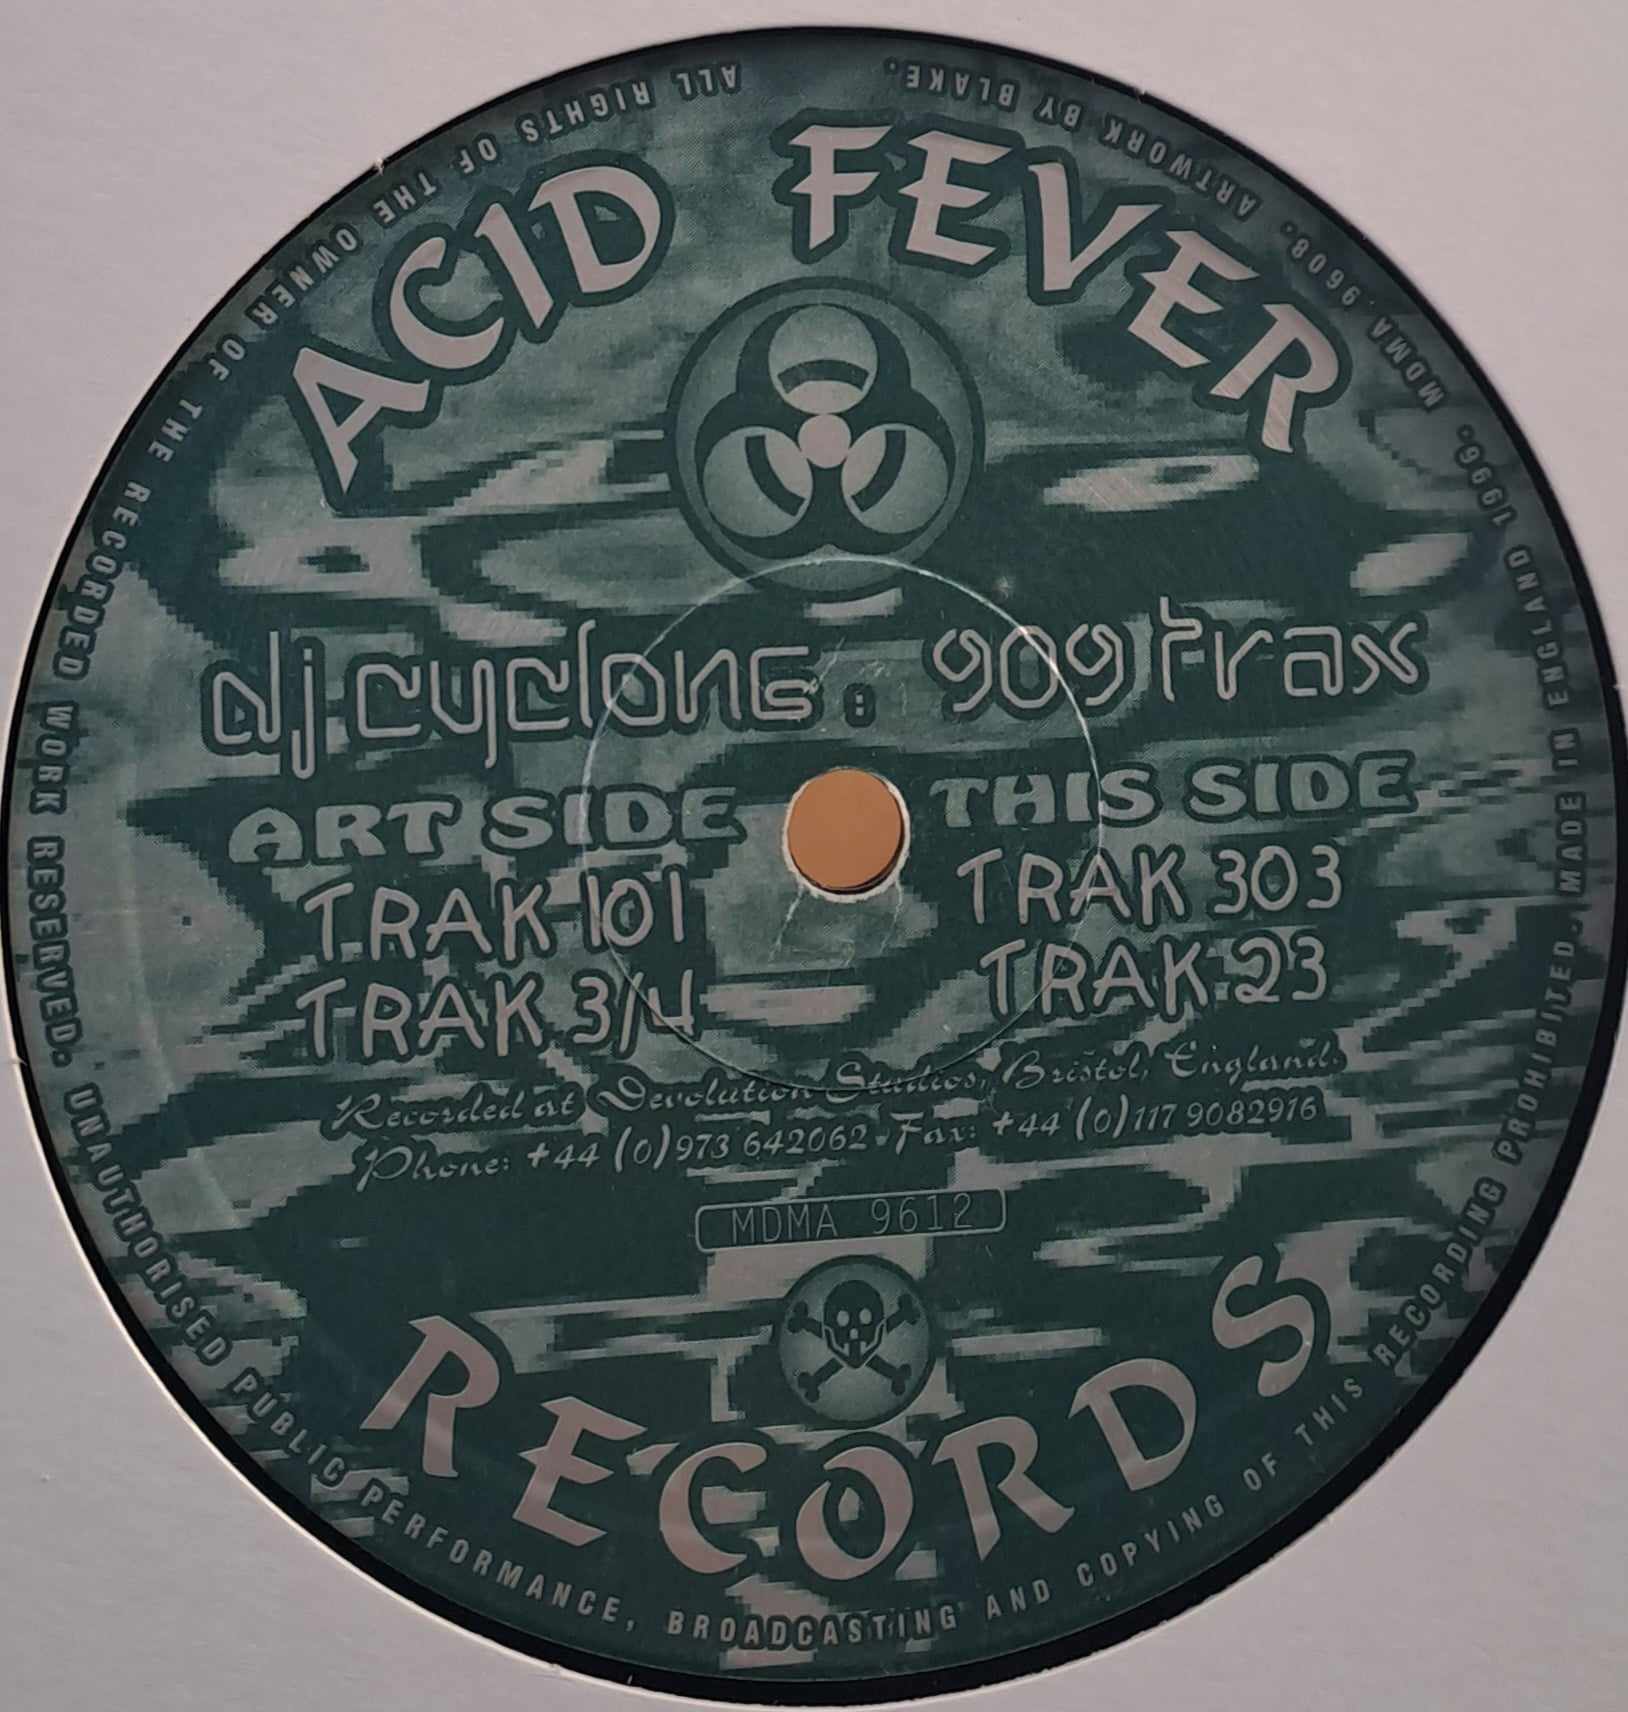 ACID FEVER
dj cyclone : 909 trax
ART SIDE
TRAK 101
TRAK 3/4
THIS SIDE
TRAK 303
TRAK 23
Recorded at Devolution Studios, Bristol, England.
Phone: +44 (0)973 642062 • Fax: +44 (0)117 9082916
MDMA 9612
RECORDS
ALL RIGHTS OF THE OWNER OF THE RECORDED WORK RESERVED. UNAUTHORISED PUBLIC PERFORMANCE, BROADCASTING AND COPYING OF THIS RECORDING PROHIBITED. MADE IN ENGLAND 1996. MDMA 9608. ARTWORK BY BLAKE.